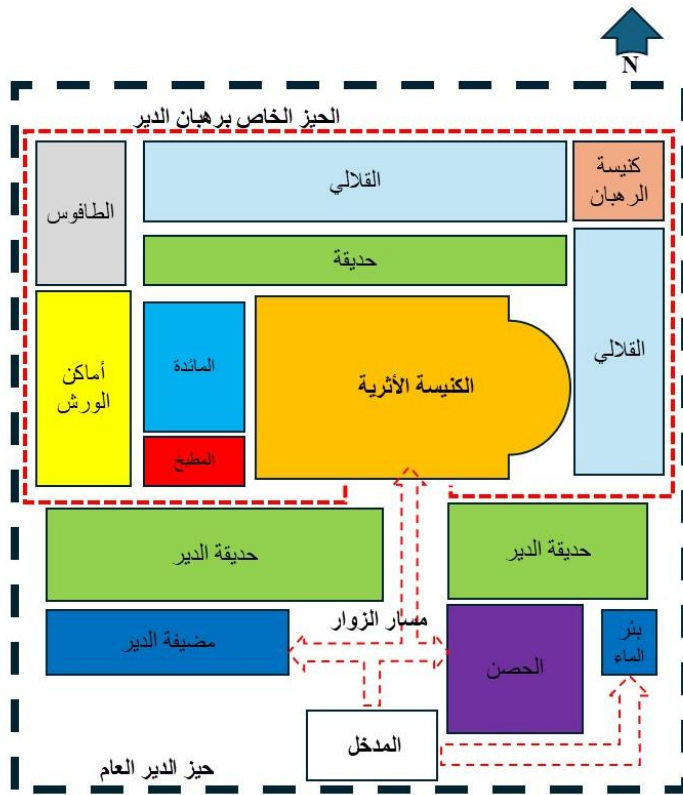 N
الحيز الخاص برهبان الدير
كنيسة
الرهبان
القلالي
الطافوس
حديقة
القلالي
الكنيسة الأثرية
المائدة
أماكن
الورش
المطبخ
حديقة الدير
حديقة الدير
مسار الزوار
بئر
الماء
الحصن
مضيفة الدير
المدخل
حيز الدير العام